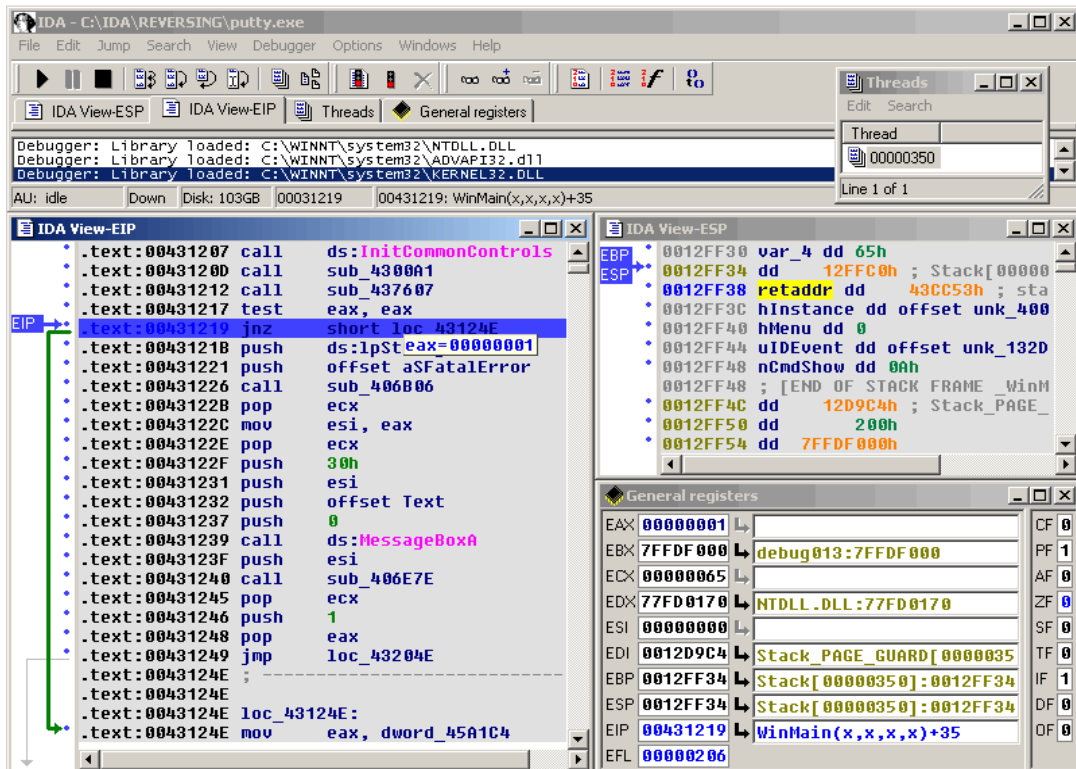 IDA - C:\IDA\REVERSING\putty.exe
File Edit Jump Search View Debugger Options Windows Help
IDA View-ESP IDA View-EIP Threads General registers
Threads
Edit Search
Thread
00000350
Line 1 of 1
Debugger: Library loaded: C:\WINNT\system32\NTDLL.DLL
Debugger: Library loaded: C:\WINNT\system32\ADVAPI32.dll
Debugger: Library loaded: C:\WINNT\system32\KERNEL32.DLL
AU: idle Down Disk: 103GB 00031219 00431219: WinMain(x,x,x,x)+35
IDA View-EIP
.text:00431207 call ds:InitCommonControls
.text:0043120D call sub_4300A1
.text:00431212 call sub_437607
.text:00431217 test eax, eax
EIP
.text:00431219 jnz short loc_43124E
.text:0043121B push ds:lpSt
eax=00000001
.text:00431221 push offset aSFatalError
.text:00431226 call sub_406B06
.text:0043122B pop ecx
.text:0043122C mov esi, eax
.text:0043122E pop ecx
.text:0043122F push 30h
.text:00431231 push esi
.text:00431232 push offset Text
.text:00431237 push 0
.text:00431239 call ds:MessageBoxA
.text:0043123F push esi
.text:00431240 call sub_406E7E
.text:00431245 pop ecx
.text:00431246 push 1
.text:00431248 pop eax
.text:00431249 jmp loc_43204E
.text:0043124E ; ---------------------------
.text:0043124E
.text:0043124E loc_43124E:
.text:0043124E mov eax, dword_45A1C4
IDA View-ESP
EBP
ESP
0012FF30 var_4 dd 65h
0012FF34 dd 12FFC0h ; Stack[00000
0012FF38 retaddr dd 43CC53h ; sta
0012FF3C hInstance dd offset unk_400
0012FF40 hMenu dd 0
0012FF44 uIDEvent dd offset unk_132D
0012FF48 nCmdShow dd 0Ah
0012FF48 ; [END OF STACK FRAME _WinM
0012FF4C dd 12D9C4h ; Stack_PAGE_
0012FF50 dd 200h
0012FF54 dd 7FFDF000h
General registers
EAX 00000001 CF 0
EBX 7FFDF000 debug013:7FFDF000 PF 1
ECX 00000065 AF 0
EDX 77FD0170 NTDLL.DLL:77FD0170 ZF 0
ESI 00000000 SF 0
EDI 0012D9C4 Stack_PAGE_GUARD[0000035 TF 0
EBP 0012FF34 Stack[00000350]:0012FF34 IF 1
ESP 0012FF34 Stack[00000350]:0012FF34 DF 0
EIP 00431219 WinMain(x,x,x,x)+35 OF 0
EFL 00000206